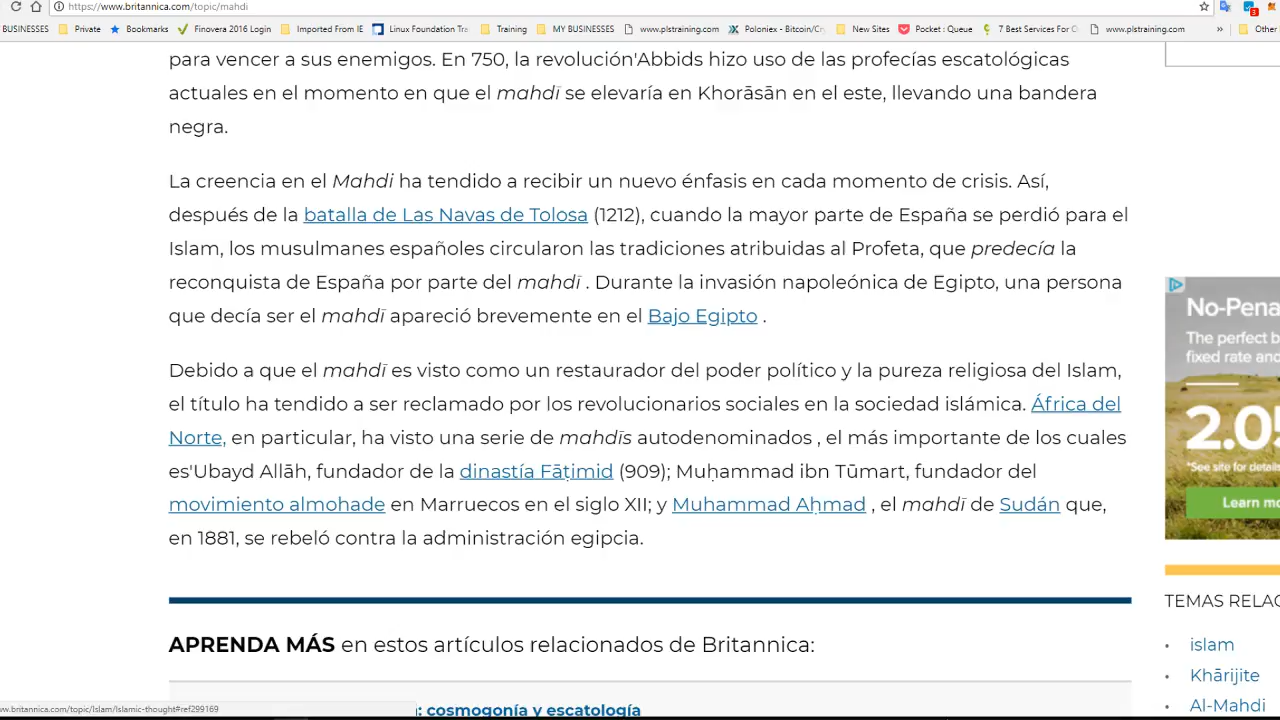 https://www.britannica.com/topic/mahdi
BUSINESSES Private Bookmarks Finovera 2016 Login Imported From IE Linux Foundation Tra Training MY BUSINESSES www.plstraining.com Poloniex - Bitcoin/Cry New Sites Pocket : Queue 7 Best Services For O www.plstraining.com » Other
para vencer a sus enemigos. En 750, la revolución'Abbids hizo uso de las profecías escatológicas
actuales en el momento en que el mahdī se elevaría en Khorāsān en el este, llevando una bandera
negra.
La creencia en el Mahdi ha tendido a recibir un nuevo énfasis en cada momento de crisis. Así,
después de la batalla de Las Navas de Tolosa (1212), cuando la mayor parte de España se perdió para el
Islam, los musulmanes españoles circularon las tradiciones atribuidas al Profeta, que predecía la
reconquista de España por parte del mahdī . Durante la invasión napoleónica de Egipto, una persona
que decía ser el mahdī apareció brevemente en el Bajo Egipto .
Debido a que el mahdī es visto como un restaurador del poder político y la pureza religiosa del Islam,
el título ha tendido a ser reclamado por los revolucionarios sociales en la sociedad islámica. África del
Norte, en particular, ha visto una serie de mahdīs autodenominados , el más importante de los cuales
es'Ubayd Allāh, fundador de la dinastía Fāṭimid (909); Muḥammad ibn Tūmart, fundador del
movimiento almohade en Marruecos en el siglo XII; y Muhammad Aḥmad , el mahdī de Sudán que,
en 1881, se rebeló contra la administración egipcia.
APRENDA MÁS en estos artículos relacionados de Britannica:
: cosmogonía y escatología
ww.britannica.com/topic/Islam/Islamic-thought#ref299169
No-Pena
The perfect b
fixed rate and
2.05
*See site for details
Learn mo
TEMAS RELAC
• islam
• Khārijite
• Al-Mahdi